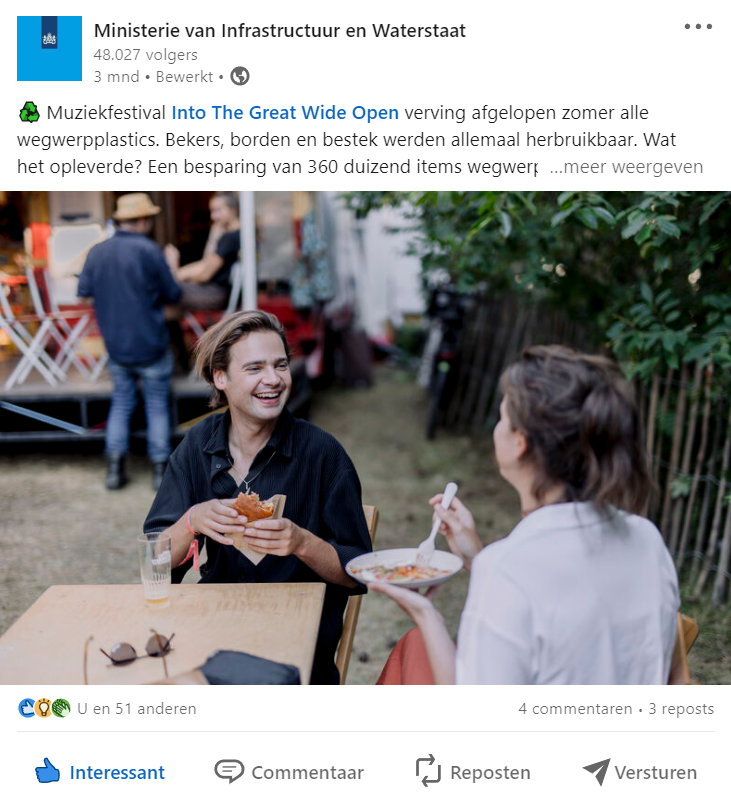 Ministerie van Infrastructuur en Waterstaat
48.027 volgers
3 mnd • Bewerkt •
Muziekfestival Into The Great Wide Open verving afgelopen zomer alle
wegwerpplastics. Bekers, borden en bestek werden allemaal herbruikbaar. Wat
het opleverde? Een besparing van 360 duizend items wegwerp ...meer weergeven
U en 51 anderen
4 commentaren • 3 reposts
Interessant
Commentaar
Reposten
Versturen